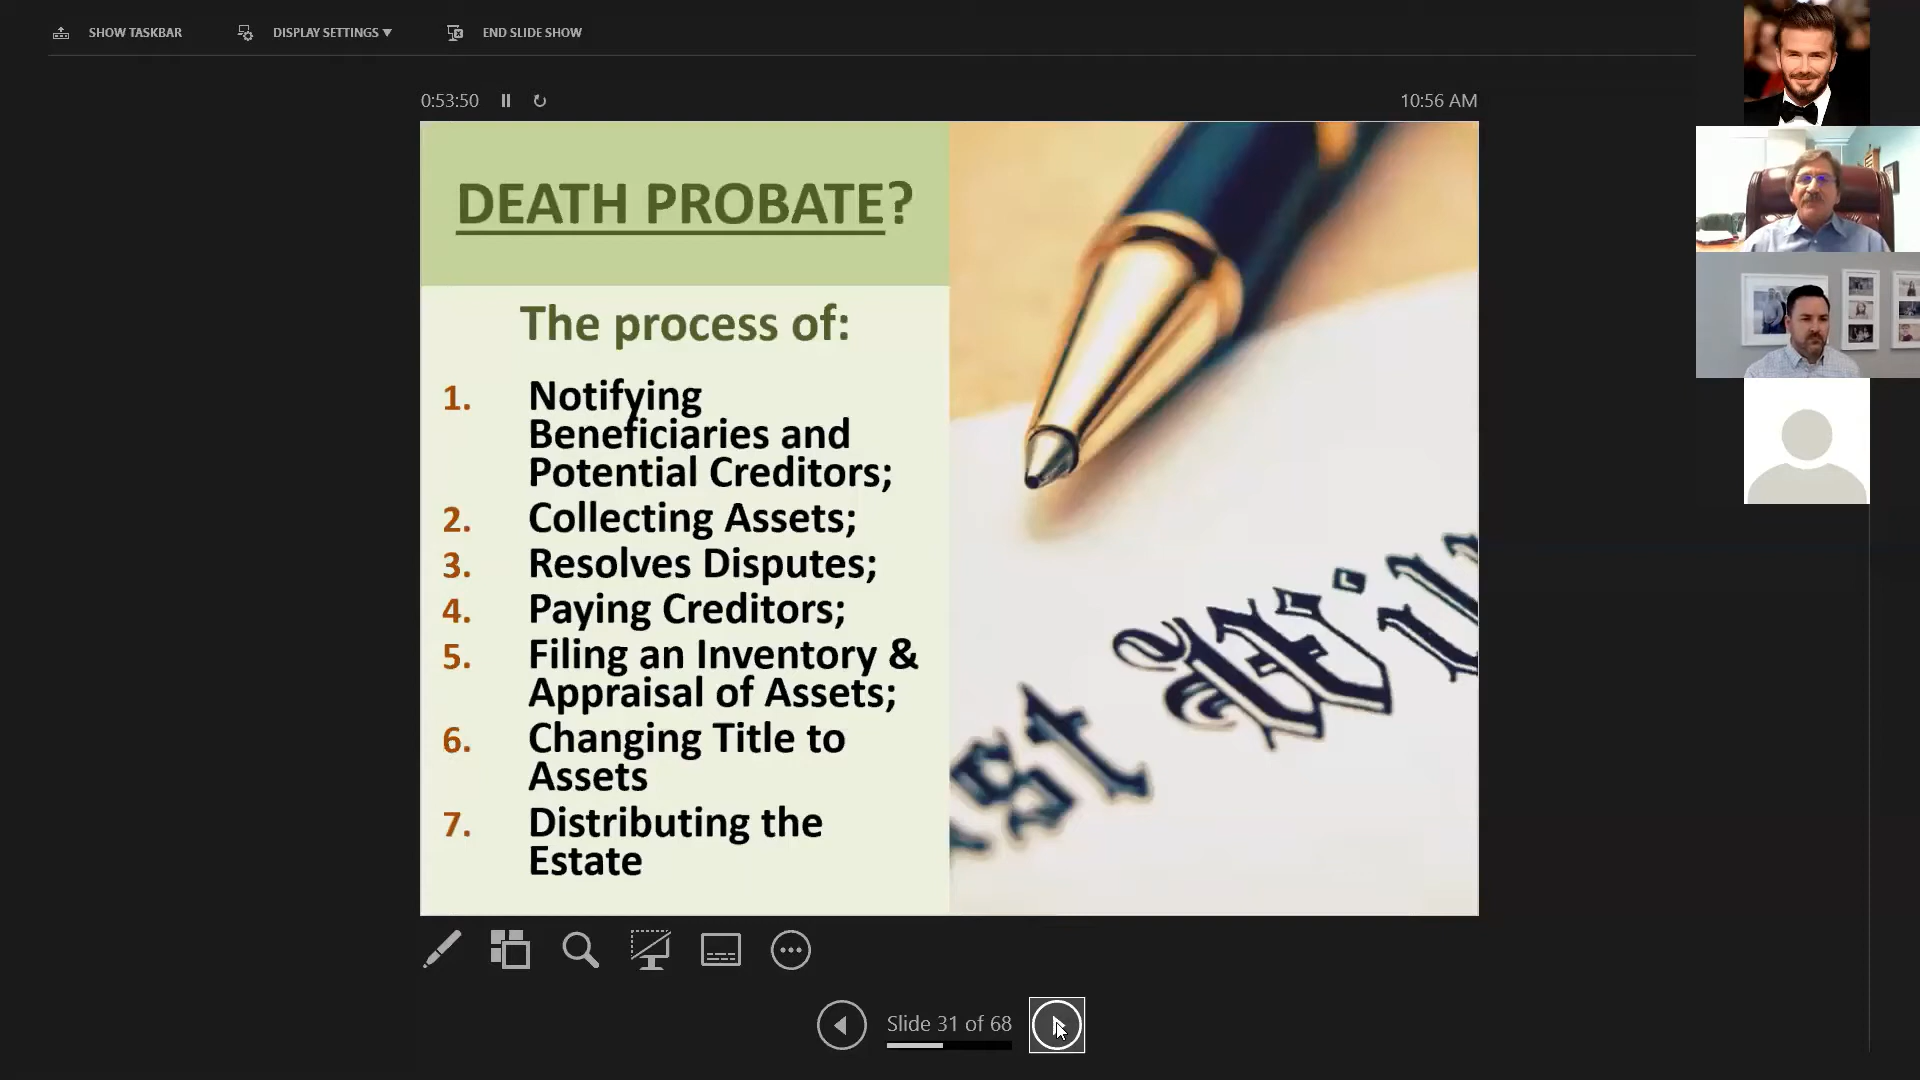 SHOW TASKBAR
DISPLAY SETTINGS ▼
END SLIDE SHOW
0:53:50
10:56 AM
DEATH PROBATE?
The process of:
1. Notifying
Beneficiaries and
Potential Creditors;
2. Collecting Assets;
3. Resolves Disputes;
4. Paying Creditors;
5. Filing an Inventory &
Appraisal of Assets;
6. Changing Title to
Assets
7. Distributing the
Estate
Slide 31 of 68